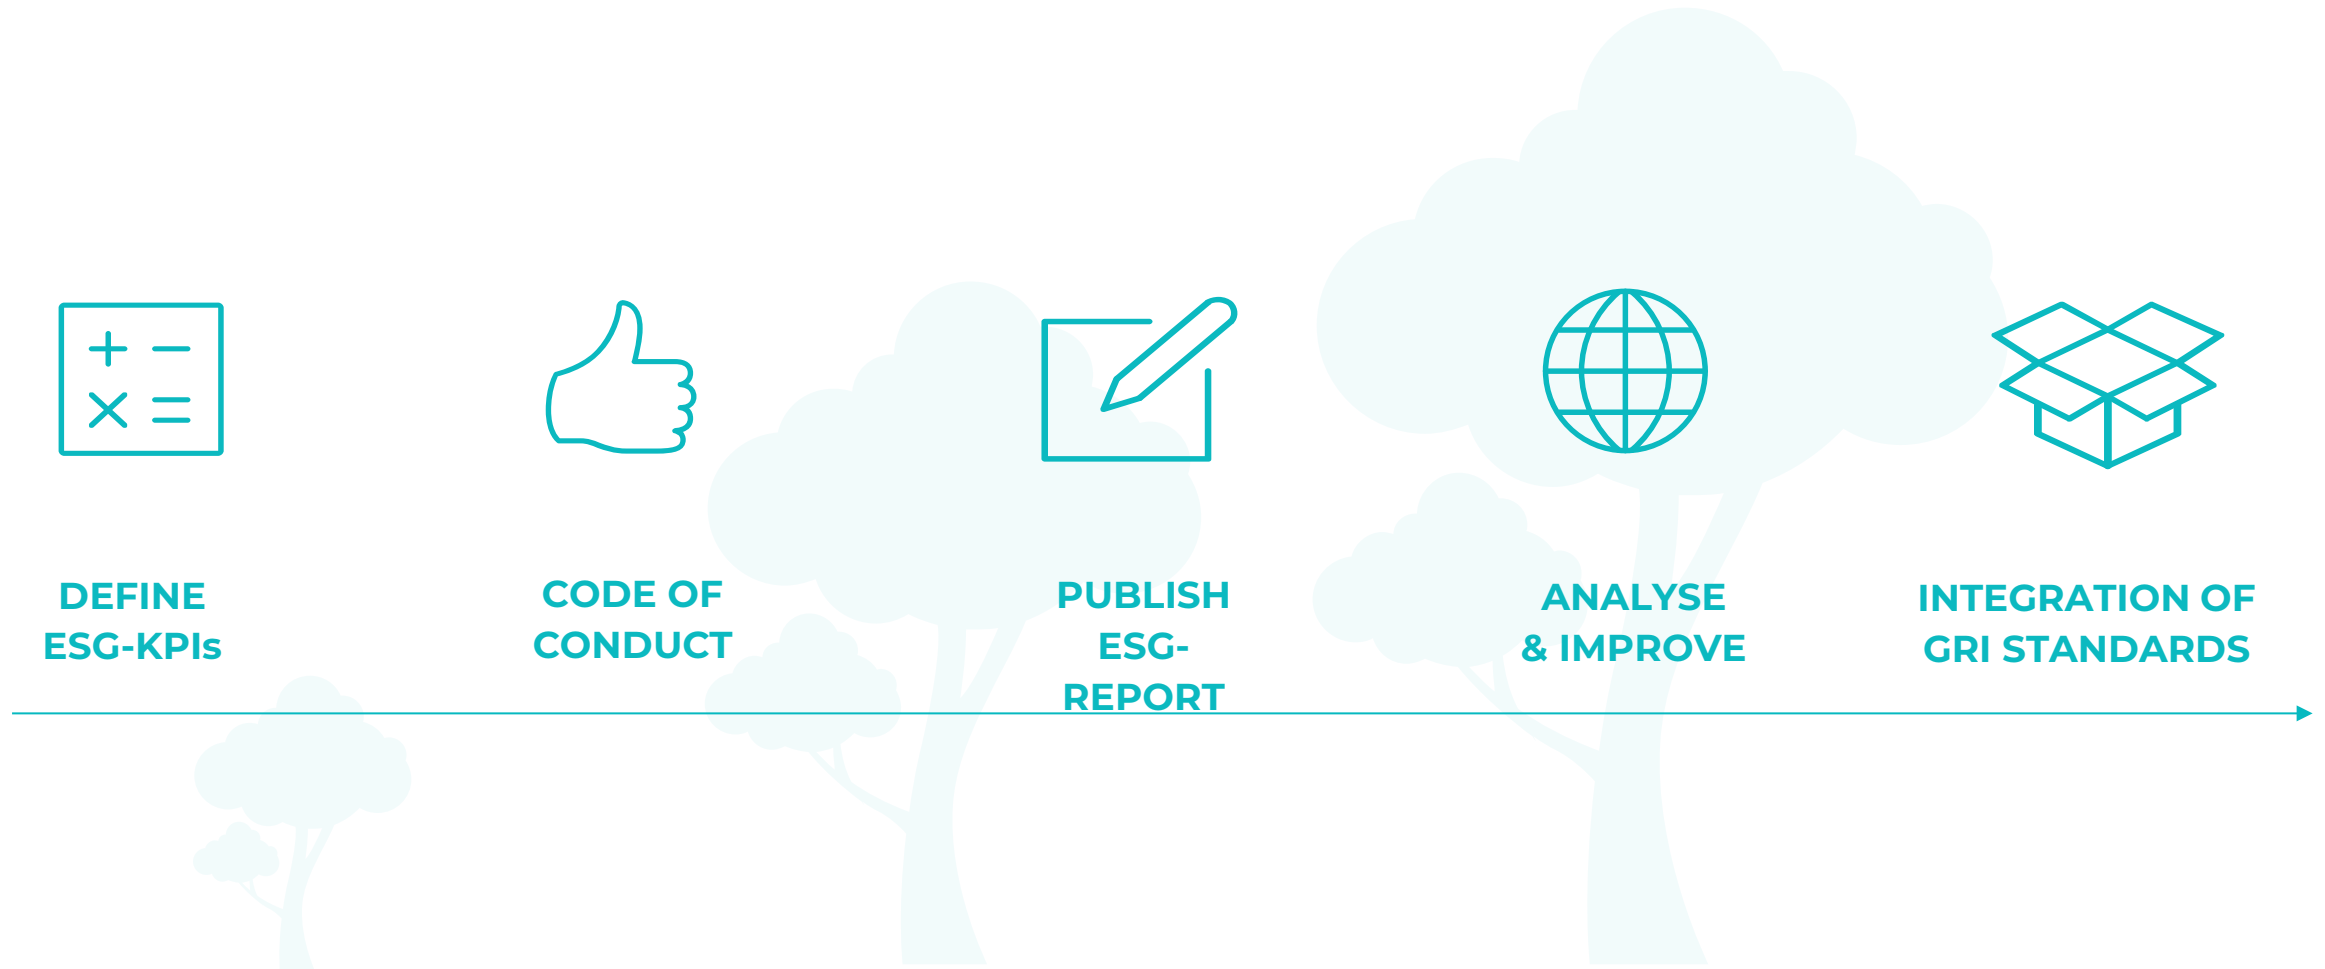 DEFINE
ESG-KPIs
CODE OF
CONDUCT
PUBLISH
ESG-
REPORT
ANALYSE
& IMPROVE
INTEGRATION OF
GRI STANDARDS